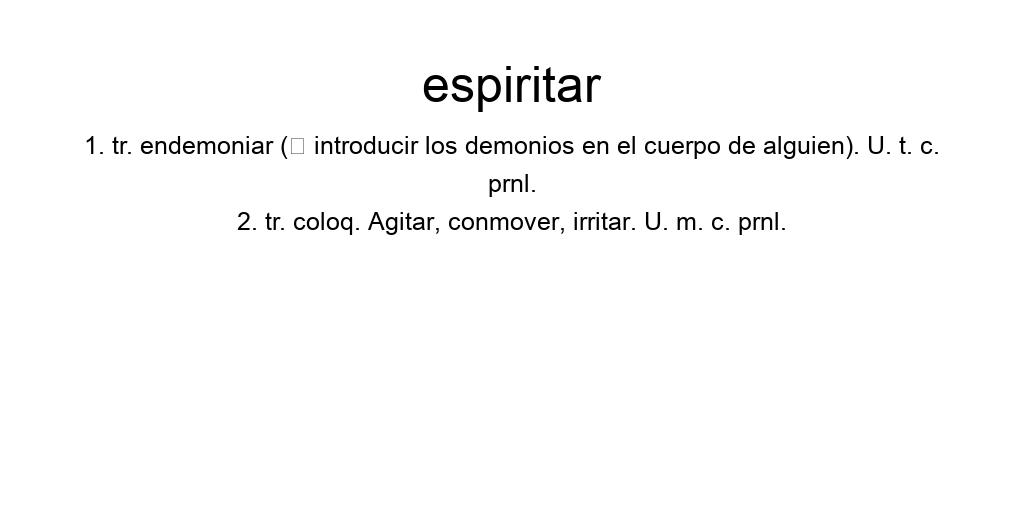 espiritar
1. tr. endemoniar (□ introducir los demonios en el cuerpo de alguien). U. t. c.
prnl.
2. tr. coloq. Agitar, conmover, irritar. U. m. c. prnl.